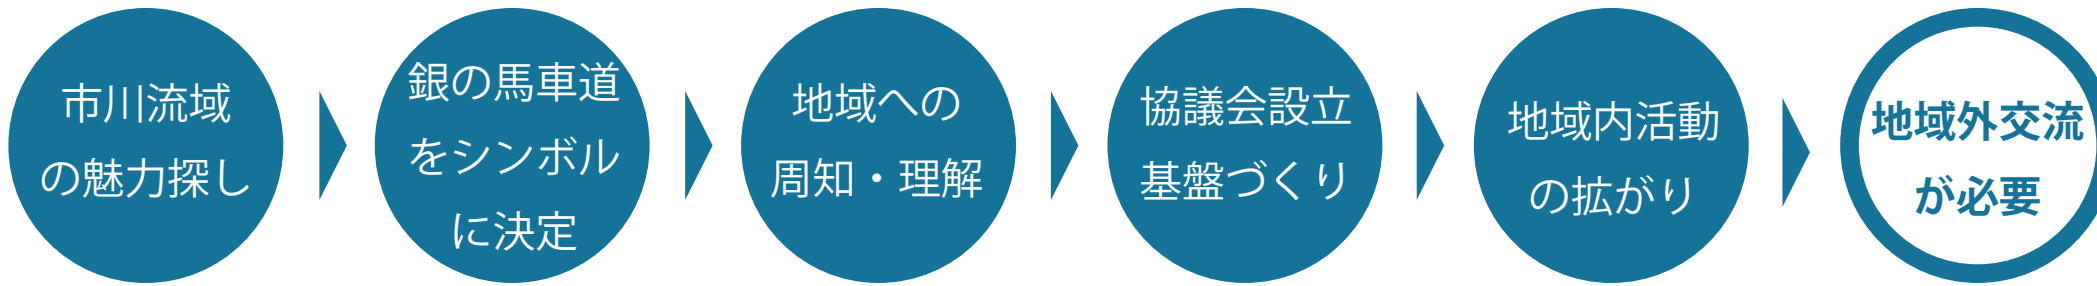 市川流域
の魅力探し
銀の馬車道
をシンボル
に決定
地域への
周知・理解
協議会設立
基盤づくり
地域内活動
の拡がり
地域外交流
が必要